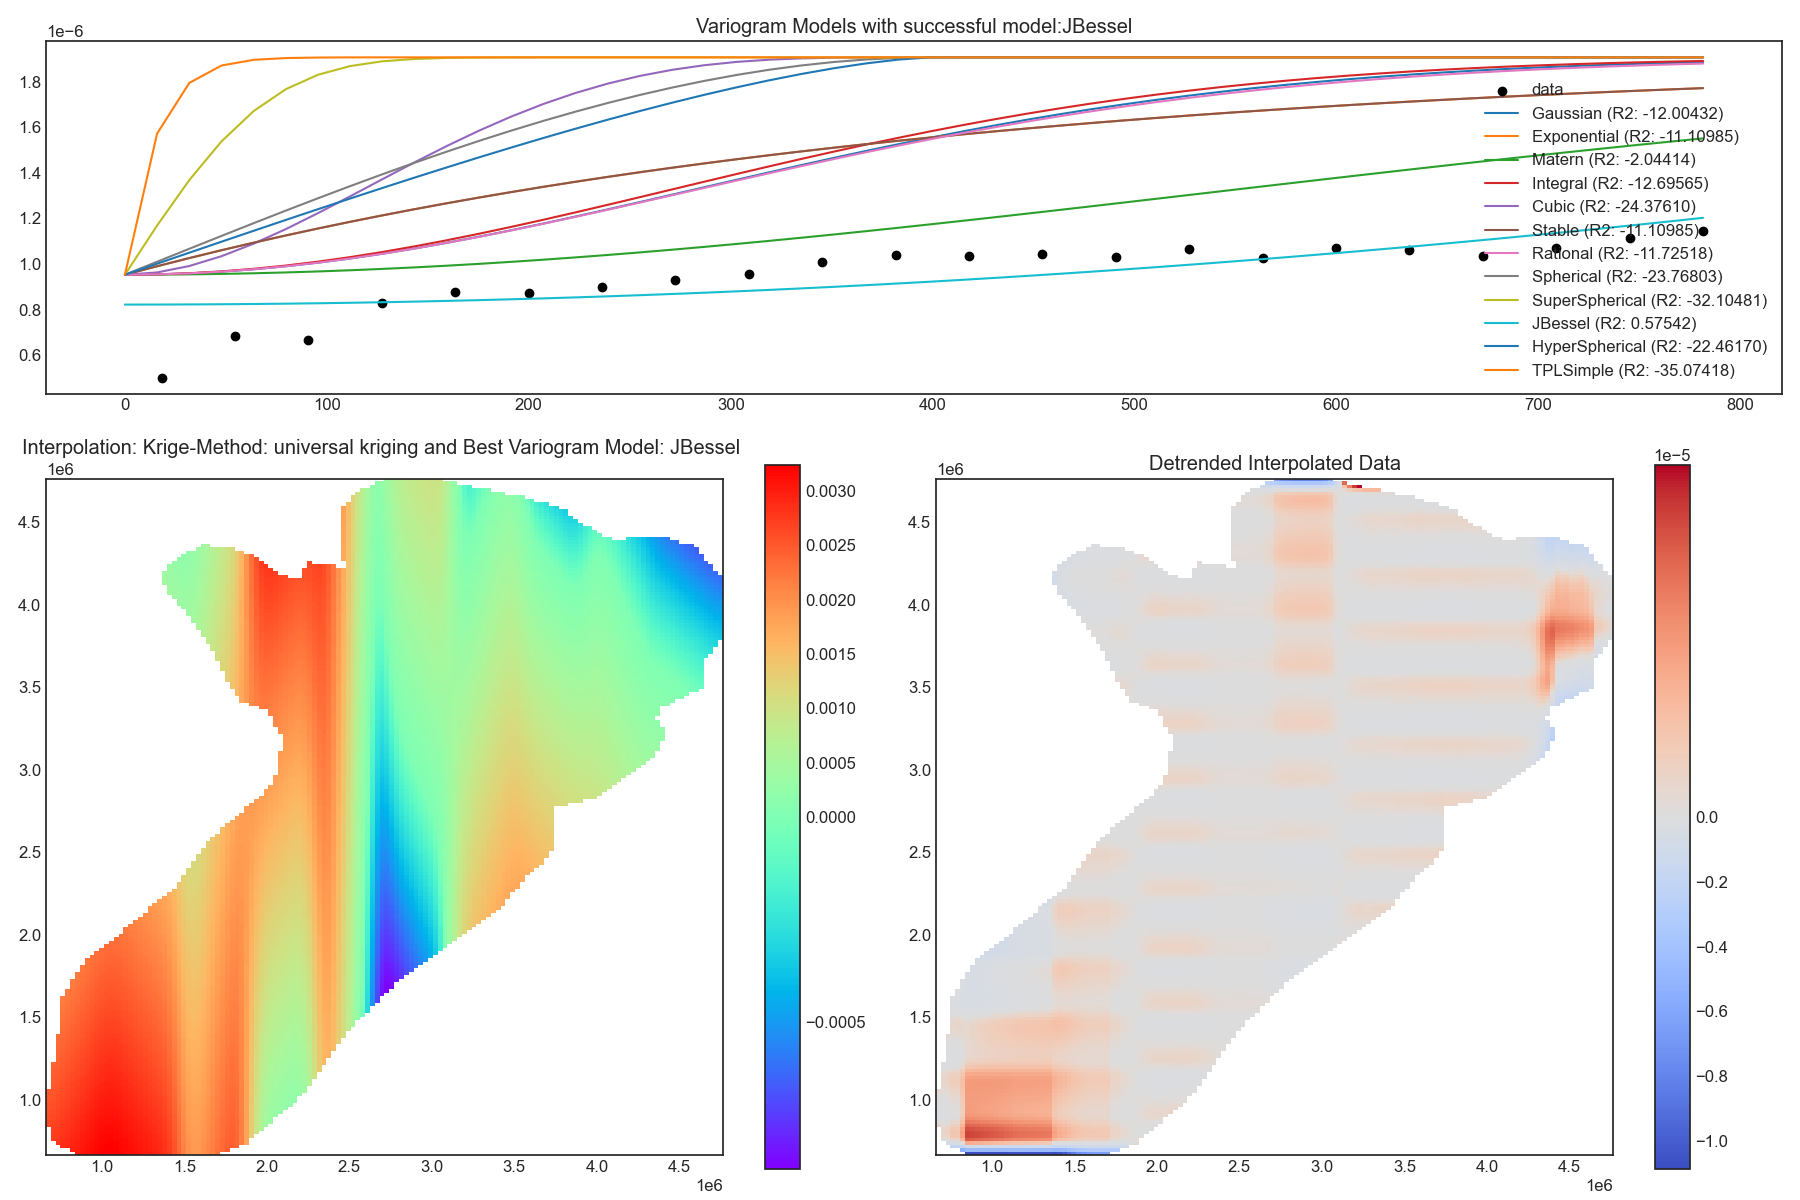 Variogram Models with successful model:JBessel
1e−6
1.8
1.6
1.4
1.2
1.0
0.8
0.6
data
Gaussian (R2: -12.00432)
Exponential (R2: -11.10985)
Matern (R2: -2.04414)
Integral (R2: -12.69565)
Cubic (R2: -24.37610)
Stable (R2: -11.10985)
Rational (R2: -11.72518)
Spherical (R2: -23.76803)
SuperSpherical (R2: -32.10481)
JBessel (R2: 0.57542)
HyperSpherical (R2: -22.46170)
TPLSimple (R2: -35.07418)
0 100 200 300 400 500 600 700 800
Interpolation: Krige-Method: universal kriging and Best Variogram Model: JBessel
1e6
4.5
4.0
3.5
3.0
2.5
2.0
1.5
1.0
1.0 1.5 2.0 2.5 3.0 3.5 4.0 4.5
1e6
0.0030
0.0025
0.0020
0.0015
0.0010
0.0005
0.0000
−0.0005
Detrended Interpolated Data
1e6
4.5
4.0
3.5
3.0
2.5
2.0
1.5
1.0
1.0 1.5 2.0 2.5 3.0 3.5 4.0 4.5
1e6
1e−5
0.0
−0.2
−0.4
−0.6
−0.8
−1.0